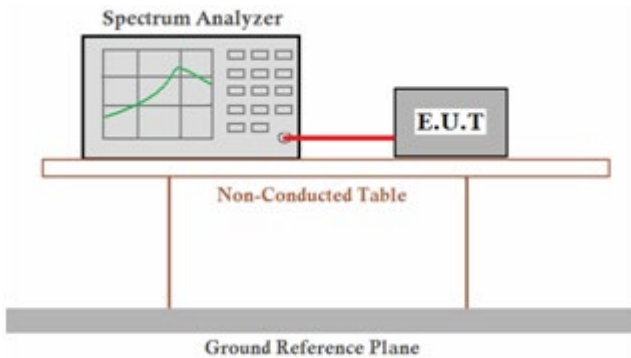 Spectrum Analyzer
E.U.T
Non-Conducted Table
Ground Reference Plane